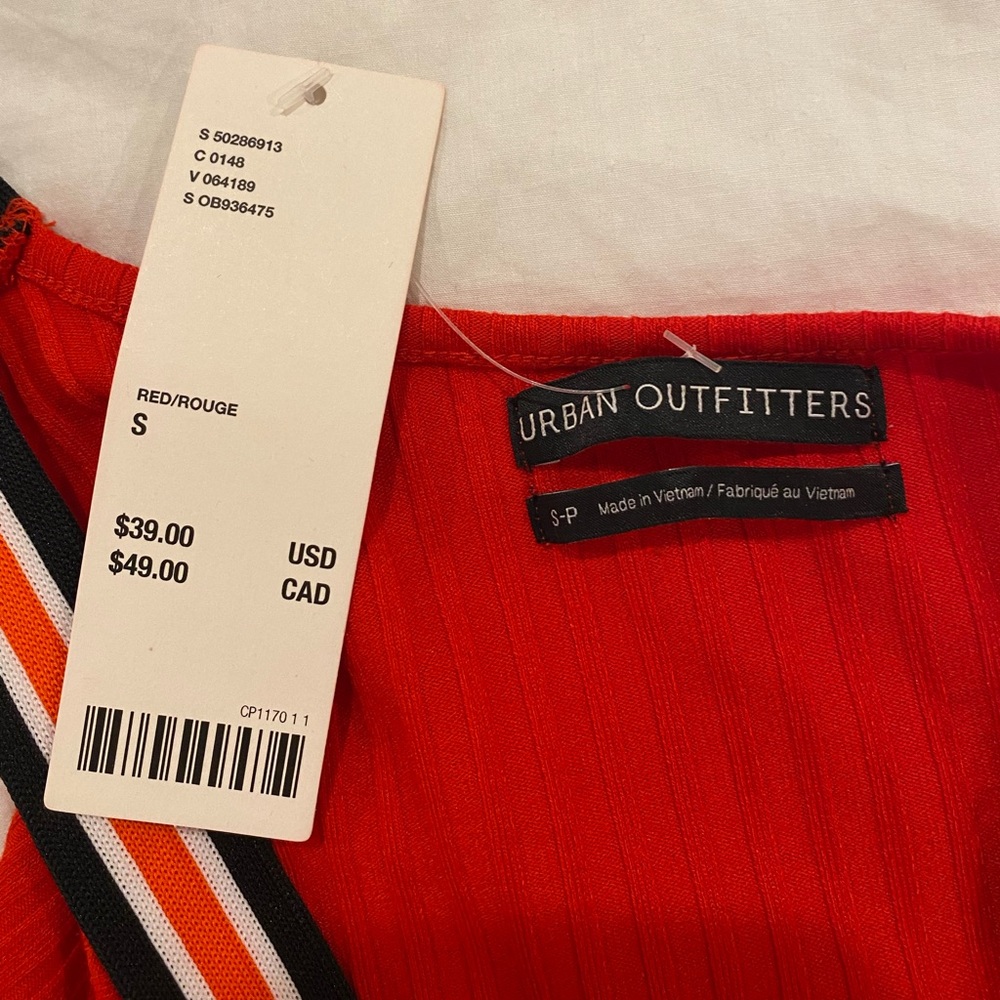 S 50286913
C 0148
V 064189
S OB936475
RED/ROUGE
S
$39.00 USD
$49.00 CAD
CP1170 1 1
URBAN OUTFITTERS
S-P Made in Vietnam / Fabriqué au Vietnam